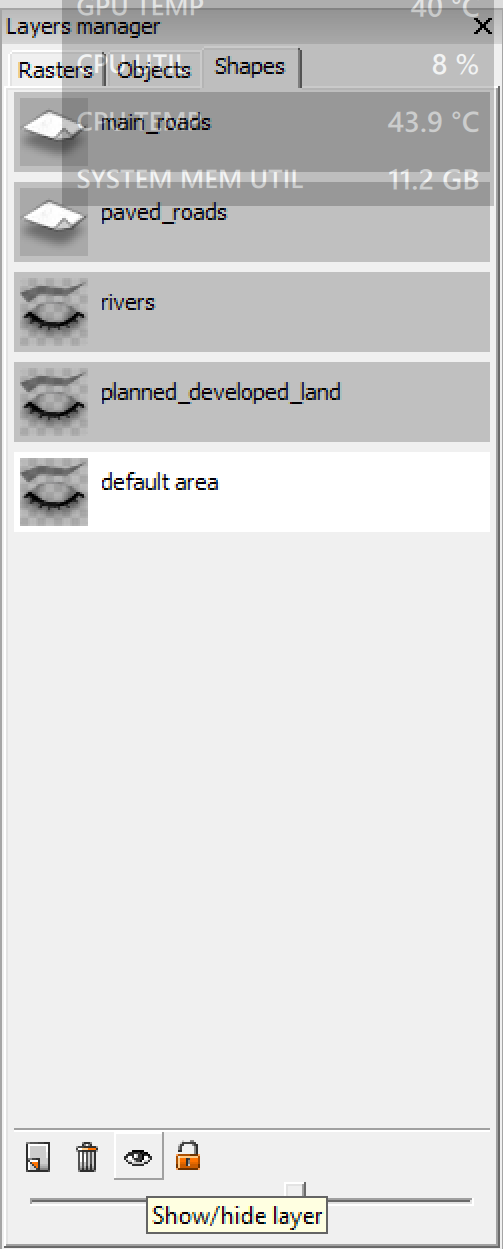 GPU TEMP 40 °C
Layers manager
Rasters Objects Shapes
CPU UTIL 8 %
main_roads
CPU TEMP 43.9 °C
SYSTEM MEM UTIL 11.2 GB
paved_roads
rivers
planned_developed_land
default area
Show/hide layer